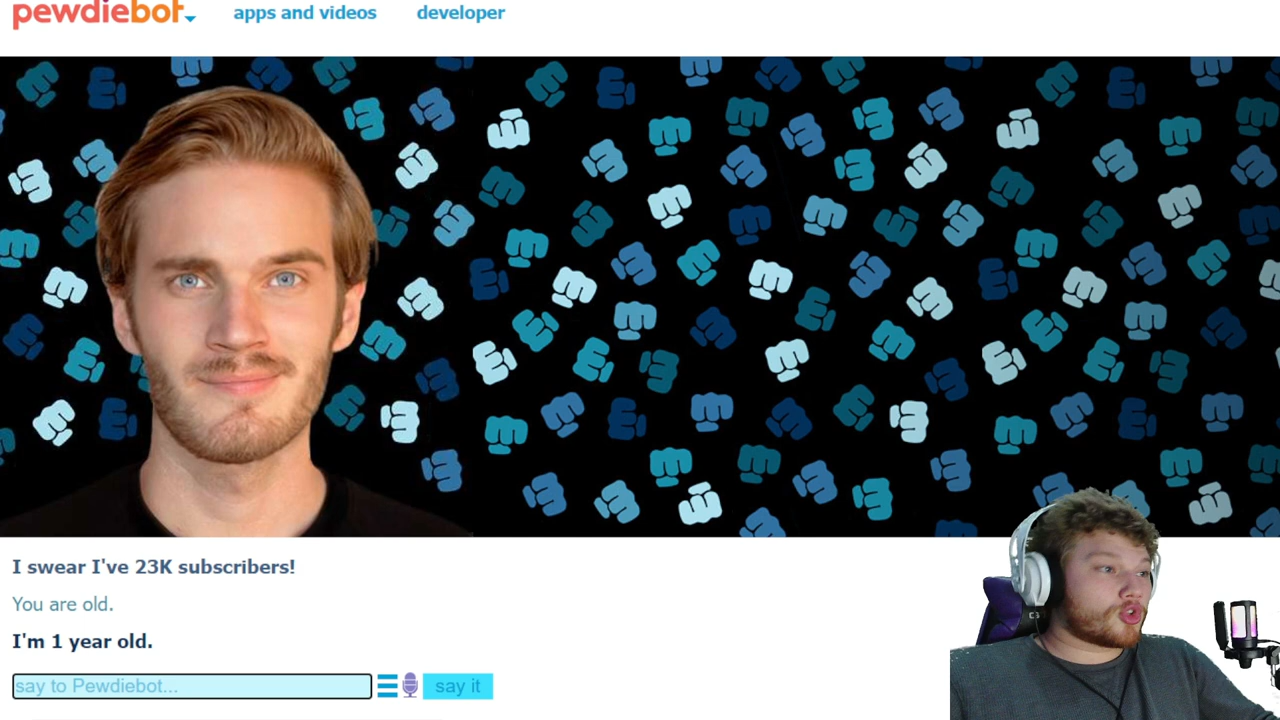 pewdiebot
apps and videos
developer
I swear I've 23K subscribers!
You are old.
I'm 1 year old.
say to Pewdiebot...
say it